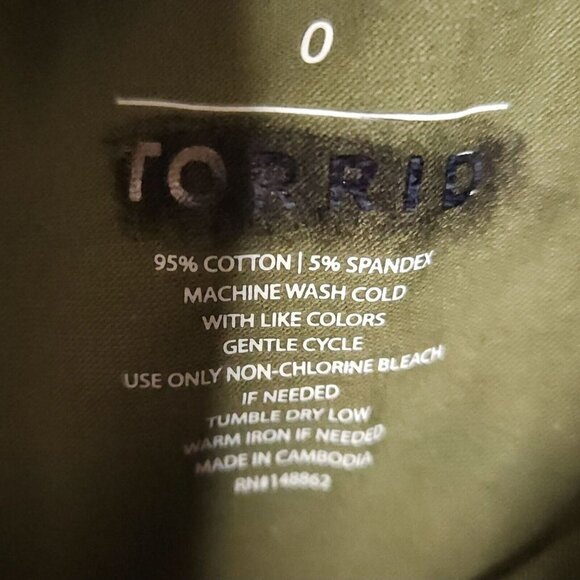 0
TORRID
95% COTTON | 5% SPANDEX
MACHINE WASH COLD
WITH LIKE COLORS
GENTLE CYCLE
USE ONLY NON-CHLORINE BLEACH
IF NEEDED
TUMBLE DRY LOW
WARM IRON IF NEEDED
MADE IN CAMBODIA
RN#148862